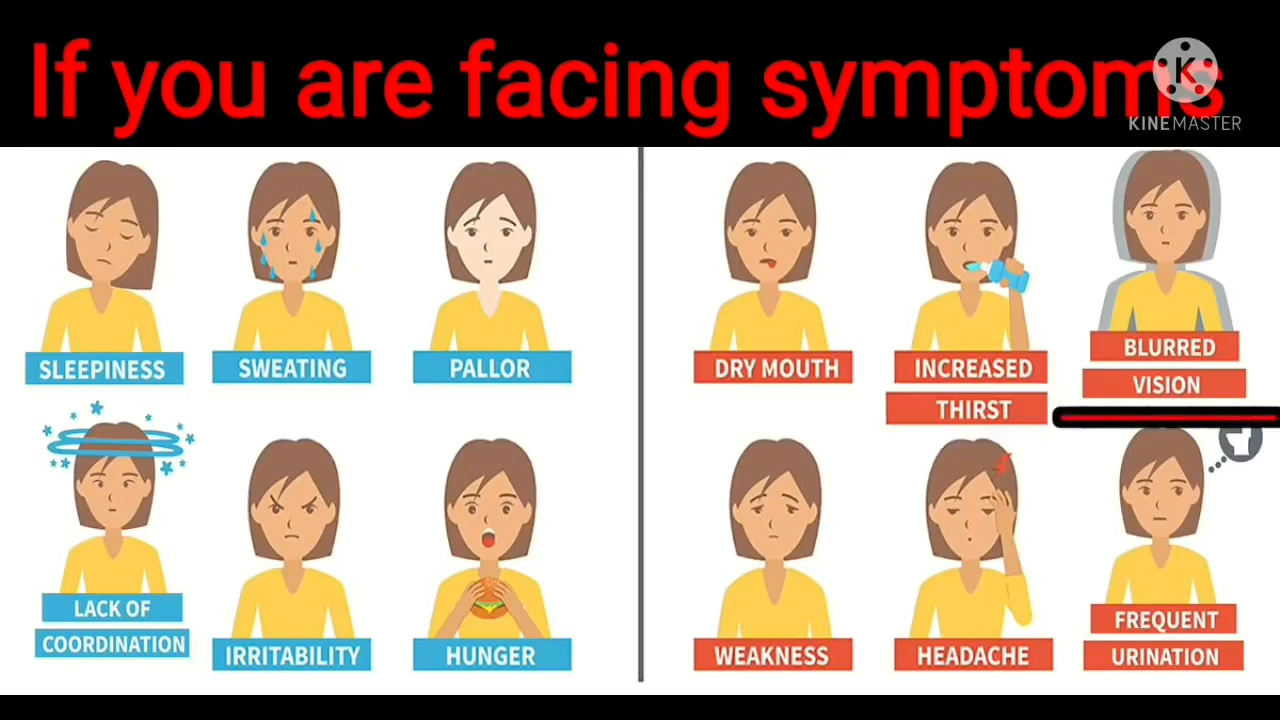 If you are facing symptoms
KINEMASTER
SLEEPINESS
SWEATING
PALLOR
LACK OF
COORDINATION
IRRITABILITY
HUNGER
DRY MOUTH
INCREASED
THIRST
BLURRED
VISION
WEAKNESS
HEADACHE
FREQUENT
URINATION